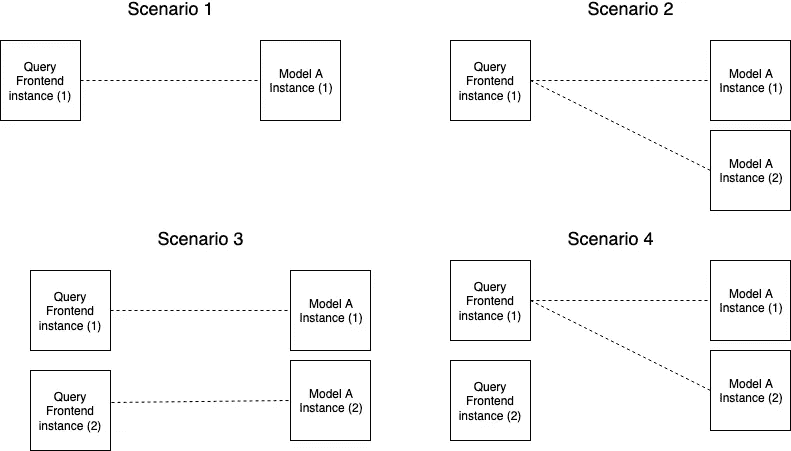 Scenario 1
Query
Frontend
instance (1)
Model A
Instance (1)
Scenario 2
Query
Frontend
instance (1)
Model A
Instance (1)
Model A
Instance (2)
Scenario 3
Query
Frontend
instance (1)
Model A
Instance (1)
Query
Frontend
instance (2)
Model A
Instance (2)
Scenario 4
Query
Frontend
instance (1)
Model A
Instance (1)
Query
Frontend
instance (2)
Model A
Instance (2)